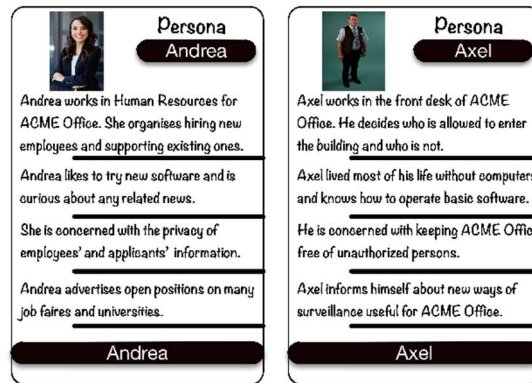 Persona
Andrea
Andrea works in Human Resources for
ACME Office. She organises hiring new
employees and supporting existing ones.
Andrea likes to try new software and is
curious about any related news.
She is concerned with the privacy of
employees' and applicants' information.
Andrea advertises open positions on many
job faires and universities.
Andrea
Persona
Axel
Axel works in the front desk of ACME
Office. He decides who is allowed to enter
the building and who is not.
Axel lived most of his life without computers
and knows how to operate basic software.
He is concerned with keeping ACME Offic
free of unauthorized persons.
Axel informs himself about new ways of
surveillance useful for ACME Office.
Axel